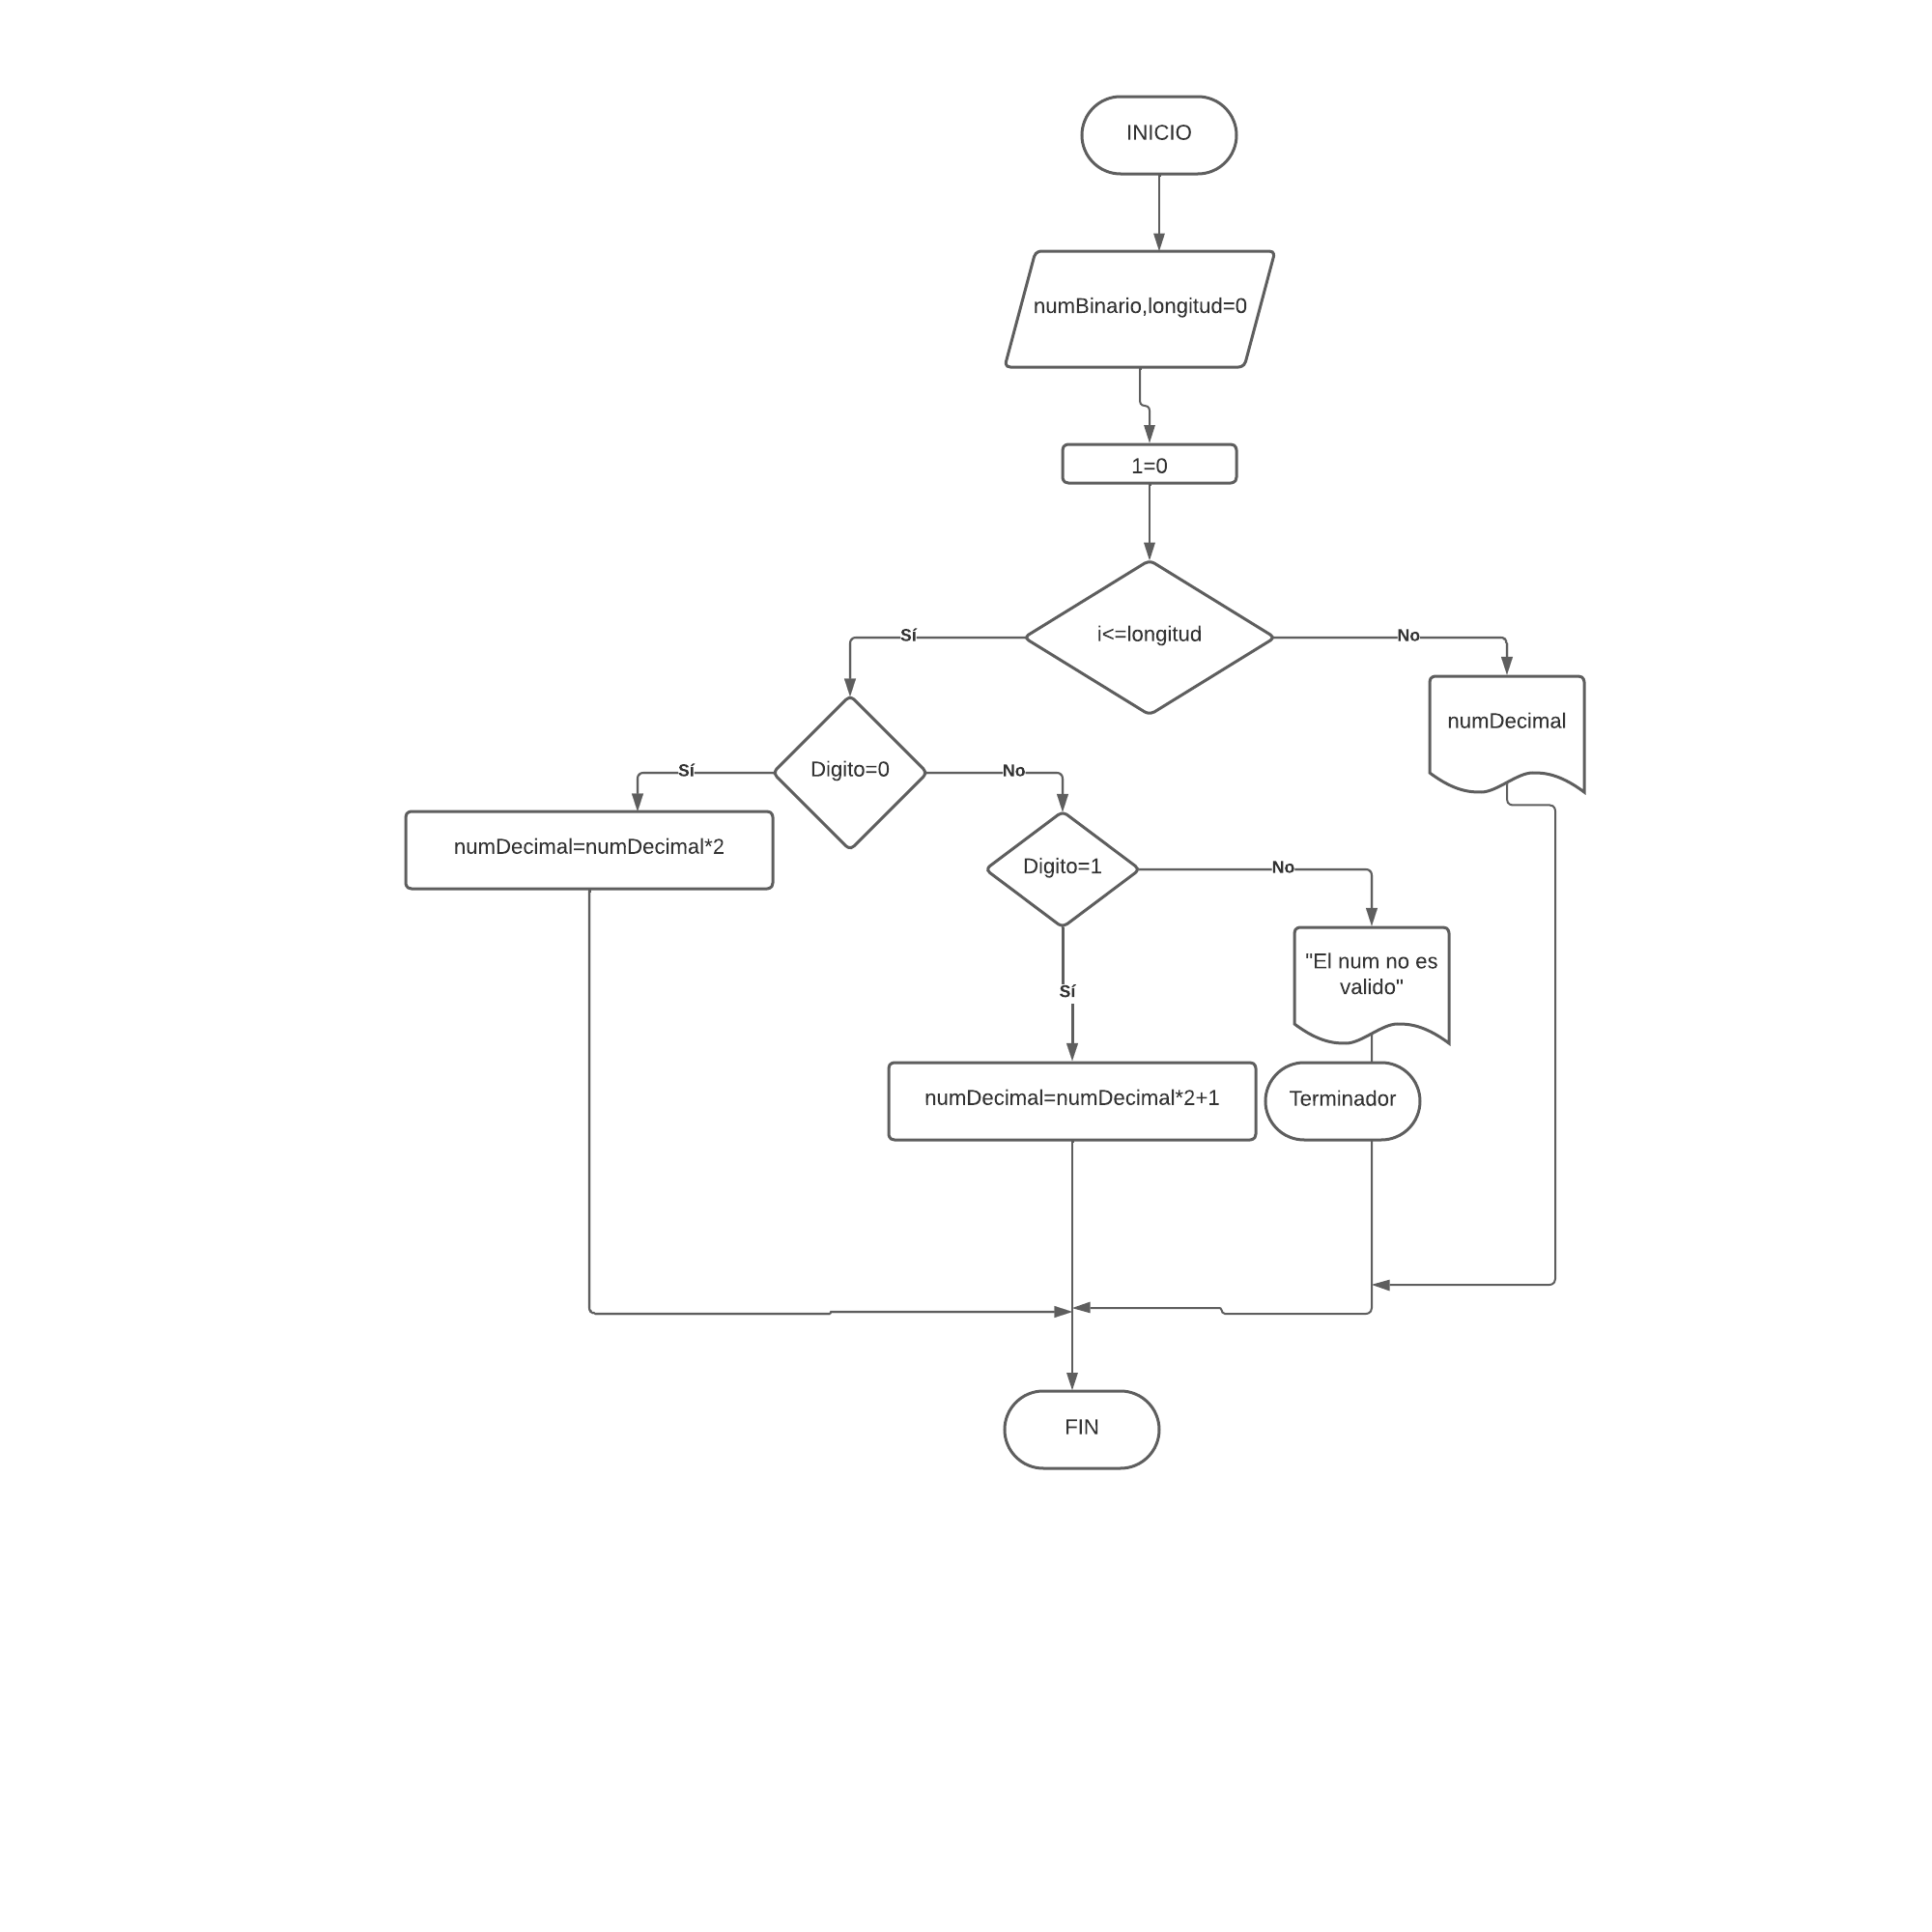 INICIO
numBinario,longitud=0
1=0
i<=longitud
Sí
No
numDecimal
Digito=0
Sí
No
numDecimal=numDecimal*2
Digito=1
No
Sí
"El num no es
valido"
numDecimal=numDecimal*2+1
Terminador
FIN